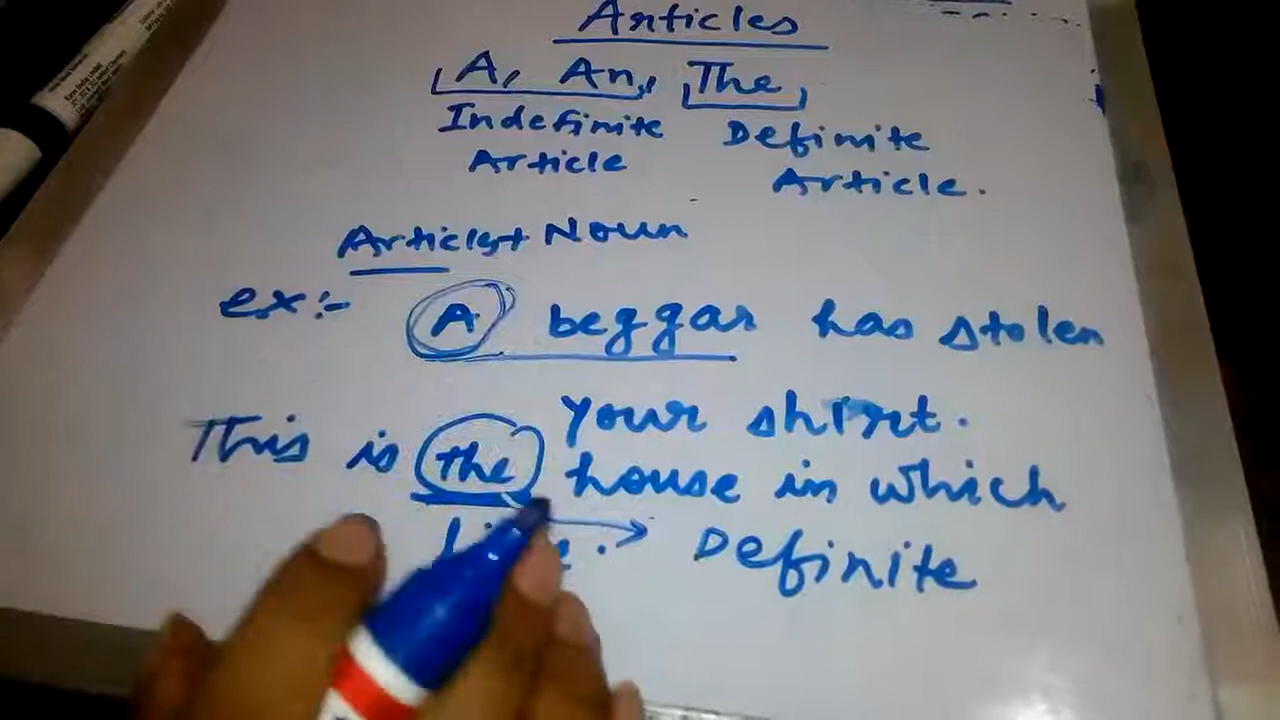 Articles
A, An, The
Indefinite Definite
Article Article.
Article + Noun
ex:- A beggar has stolen
your shirt.
This is the house in which
Definite